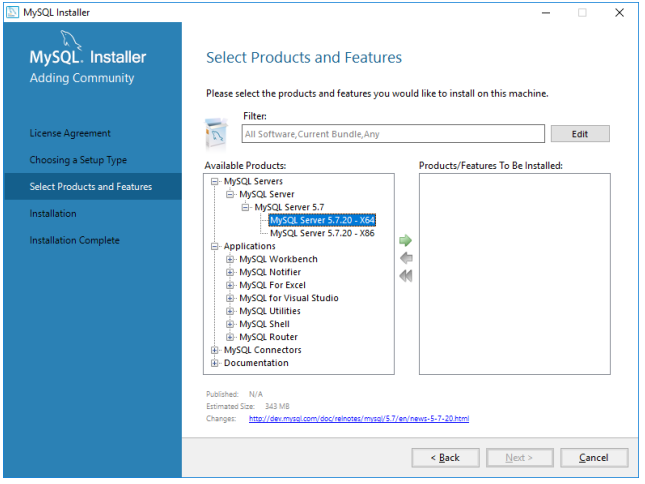 MySQL Installer
MySQL. Installer
Adding Community
License Agreement
Choosing a Setup Type
Select Products and Features
Installation
Installation Complete
Select Products and Features
Please select the products and features you would like to install on this machine.
Filter:
All Software,Current Bundle,Any
Edit
Available Products:
MySQL Servers
MySQL Server
MySQL Server 5.7
MySQL Server 5.7.20 - X64
MySQL Server 5.7.20 - X86
Applications
MySQL Workbench
MySQL Notifier
MySQL For Excel
MySQL for Visual Studio
MySQL Utilities
MySQL Shell
MySQL Router
MySQL Connectors
Documentation
Products/Features To Be Installed:
Published: N/A
Estimated Size: 343 MB
Changes: http://dev.mysql.com/doc/relnotes/mysql/5.7/en/news-5-7-20.html
< Back
Next >
Cancel